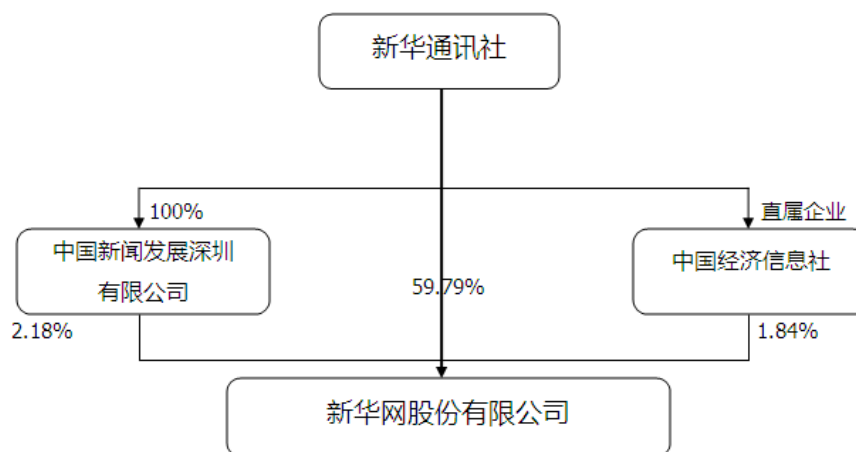 新华通讯社
100%
直属企业
中国新闻发展深圳
有限公司
中国经济信息社
59.79%
2.18%
1.84%
新华网股份有限公司